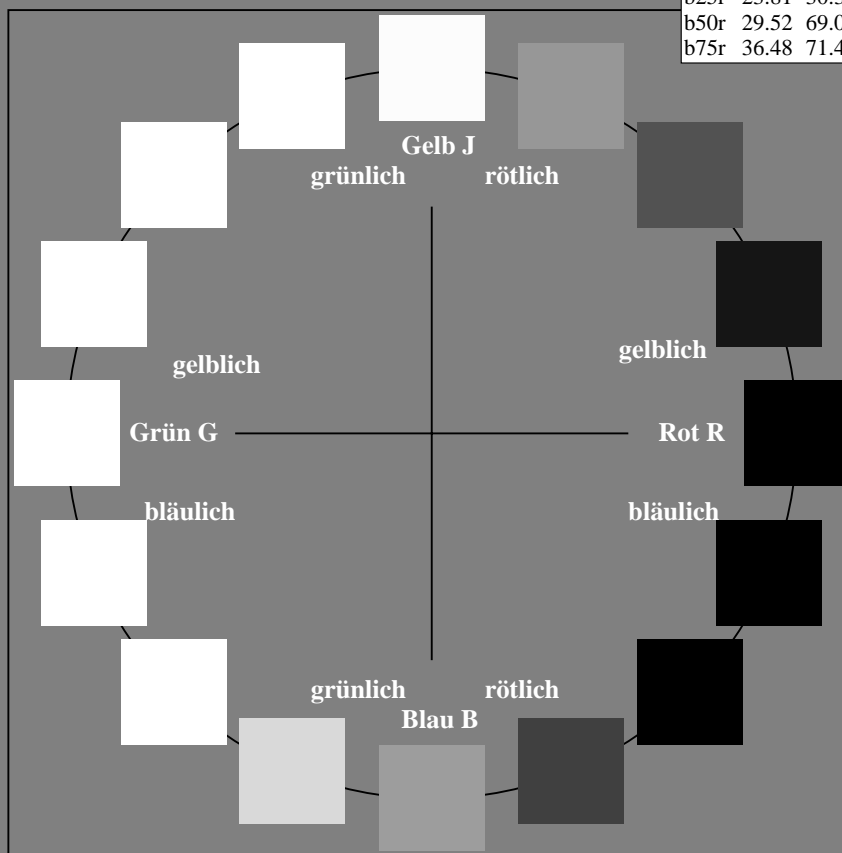 b50r 29.52 69.0
b75r 36.48 71.4
Gelb J
grünlich rötlich
gelblich gelblich
Grün G Rot R
bläulich bläulich
grünlich rötlich
Blau B